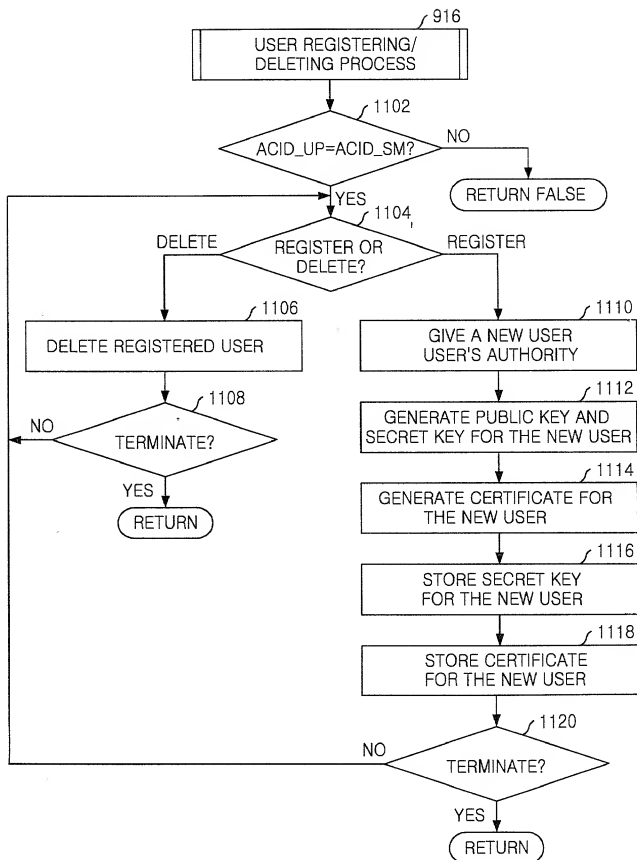 916
USER REGISTERING/
DELETING PROCESS
1102
ACID_UP=ACID_SM?
NO
RETURN FALSE
YES
1104
DELETE
REGISTER OR
DELETE?
REGISTER
1106
DELETE REGISTERED USER
1108
NO
TERMINATE?
YES
RETURN
1110
GIVE A NEW USER
USER'S AUTHORITY
1112
GENERATE PUBLIC KEY AND
SECRET KEY FOR THE NEW USER
1114
GENERATE CERTIFICATE FOR
THE NEW USER
1116
STORE SECRET KEY
FOR THE NEW USER
1118
STORE CERTIFICATE
FOR THE NEW USER
1120
NO
TERMINATE?
YES
RETURN